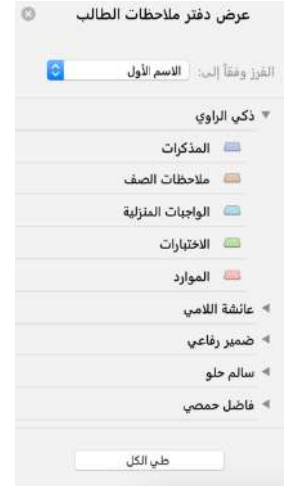 عرض دفتر ملاحظات الطالب
الفرز وفقاً إلى: الاسم الأول
ذكي الراوي
المذكرات
ملاحظات الصف
الواجبات المنزلية
الاختبارات
الموارد
عائشة اللامي
ضمير رفاعي
سالم حلو
فاضل حمصي
طي الكل